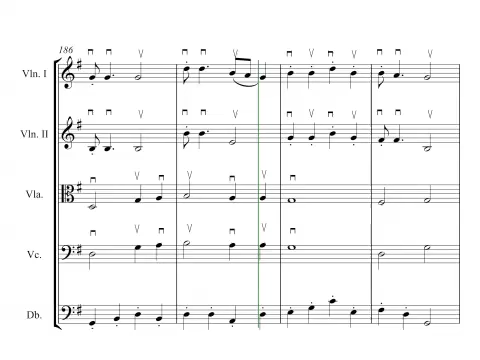 186
Vln. I
Vln. II
Vla.
Vc.
Db.